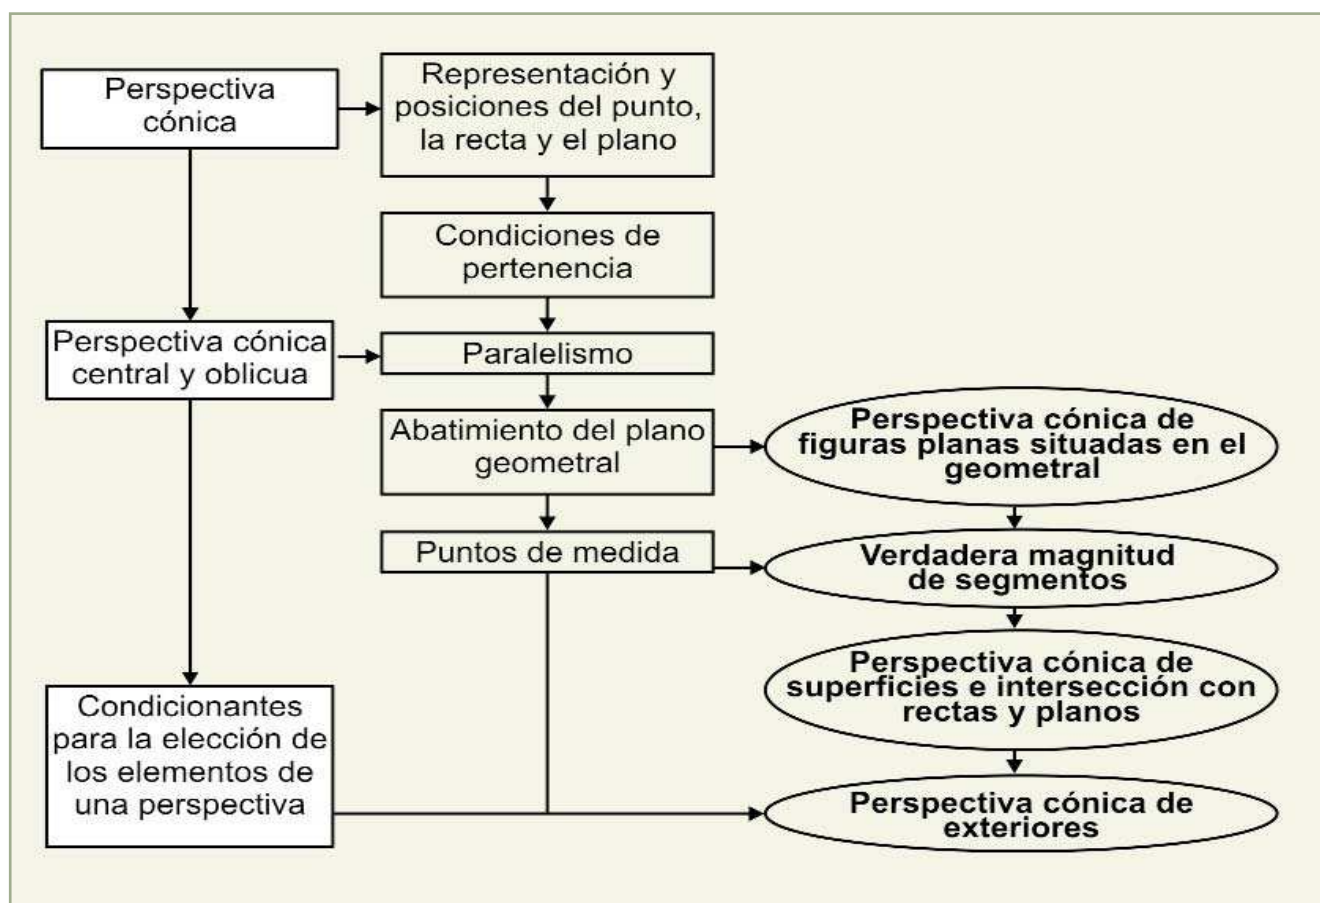 Perspectiva
cónica
Representación y
posiciones del punto,
la recta y el plano
Condiciones de
pertenencia
Perspectiva cónica
central y oblicua
Paralelismo
Abatimiento del plano
geometral
Perspectiva cónica de
figuras planas situadas en el
geometral
Puntos de medida
Verdadera magnitud
de segmentos
Perspectiva cónica de
superficies e intersección con
rectas y planos
Condicionantes
para la elección de
los elementos de
una perspectiva
Perspectiva cónica de
exteriores